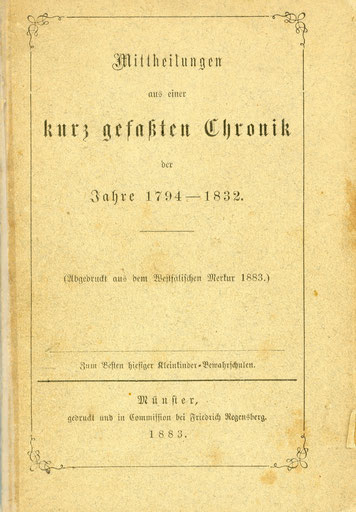 Mittheilungen
aus einer
kurz gefaßten Chronik
der
Jahre 1794—1832.
(Abgedruckt aus dem Westfälischen Merkur 1883.)
Zum Besten hiesiger Kleinkinder-Bewahrschulen.
Münster,
gedruckt und in Commission bei Friedrich Regensberg.
1883.